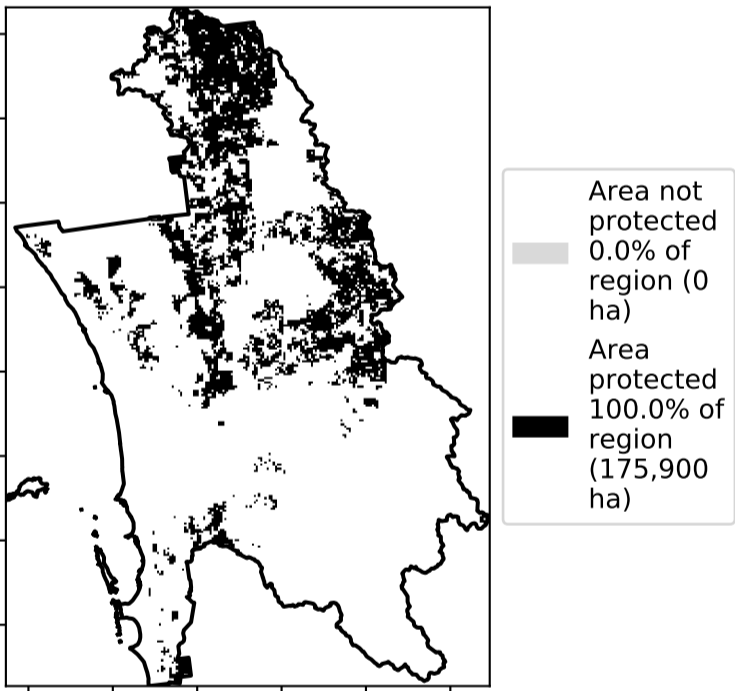 Area not
protected
0.0% of
region (0
ha)
Area
protected
100.0% of
region
(175,900
ha)